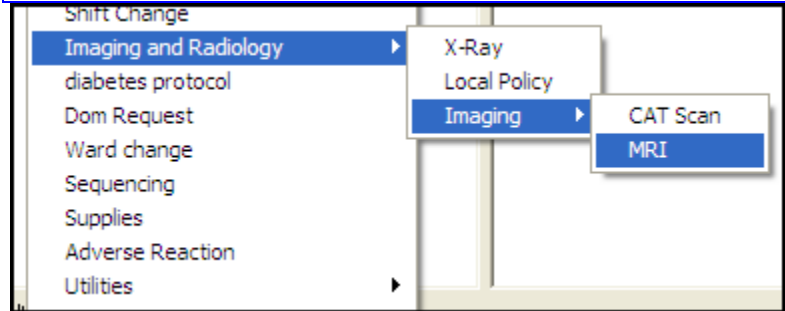 Shift Change
Imaging and Radiology
diabetes protocol
Dom Request
Ward change
Sequencing
Supplies
Adverse Reaction
Utilities
X-Ray
Local Policy
Imaging
CAT Scan
MRI